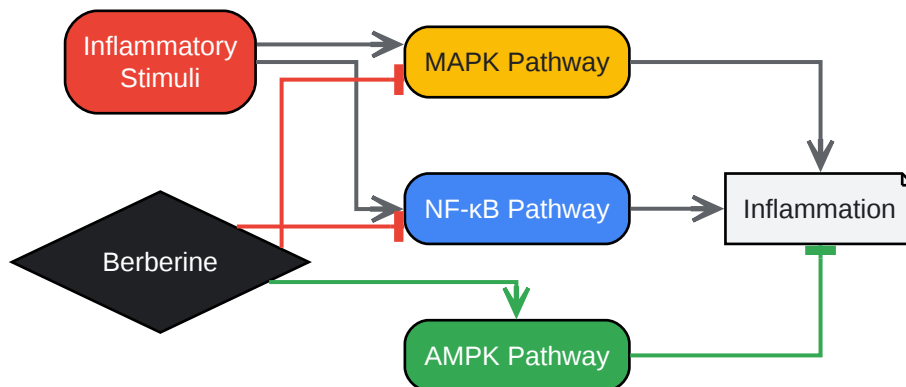 Inflammatory
Stimuli
MAPK Pathway
NF-κB Pathway
Inflammation
Berberine
AMPK Pathway